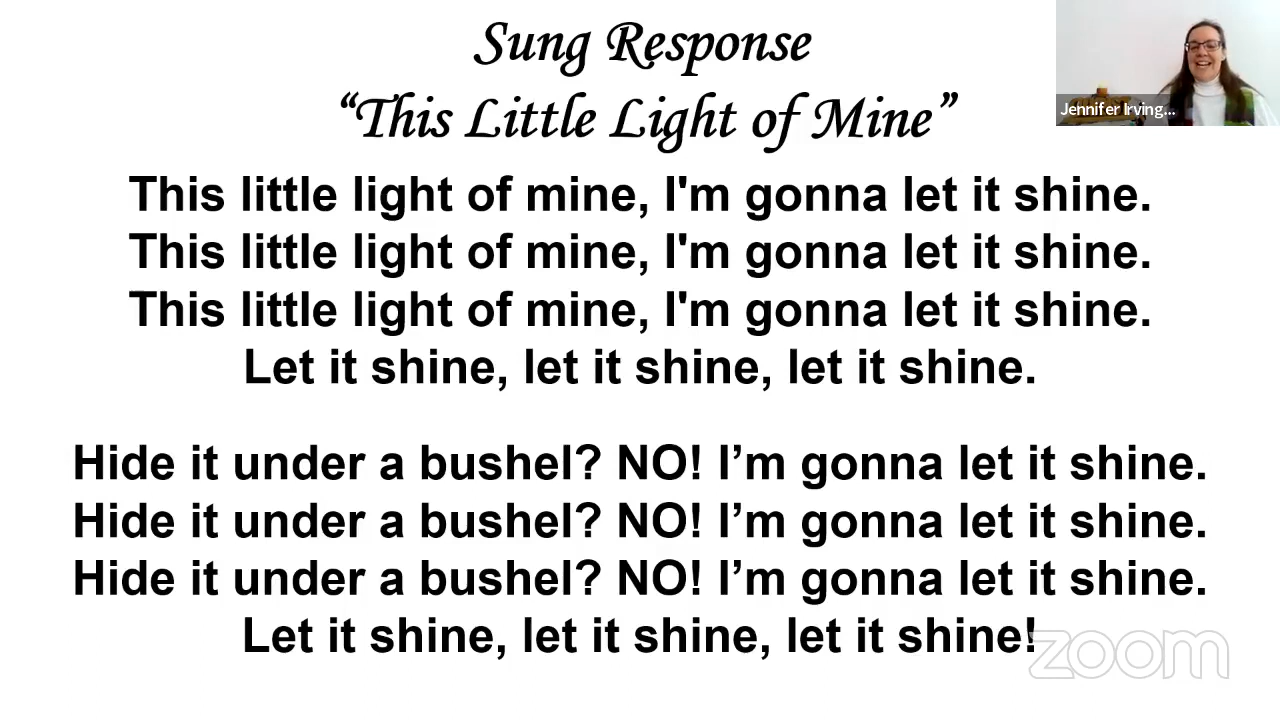 Sung Response
“This Little Light of Mine”
Jennifer Irving...
This little light of mine, I'm gonna let it shine.
This little light of mine, I'm gonna let it shine.
This little light of mine, I'm gonna let it shine.
Let it shine, let it shine, let it shine.
Hide it under a bushel? NO! I’m gonna let it shine.
Hide it under a bushel? NO! I’m gonna let it shine.
Hide it under a bushel? NO! I’m gonna let it shine.
Let it shine, let it shine, let it shine!
zoom